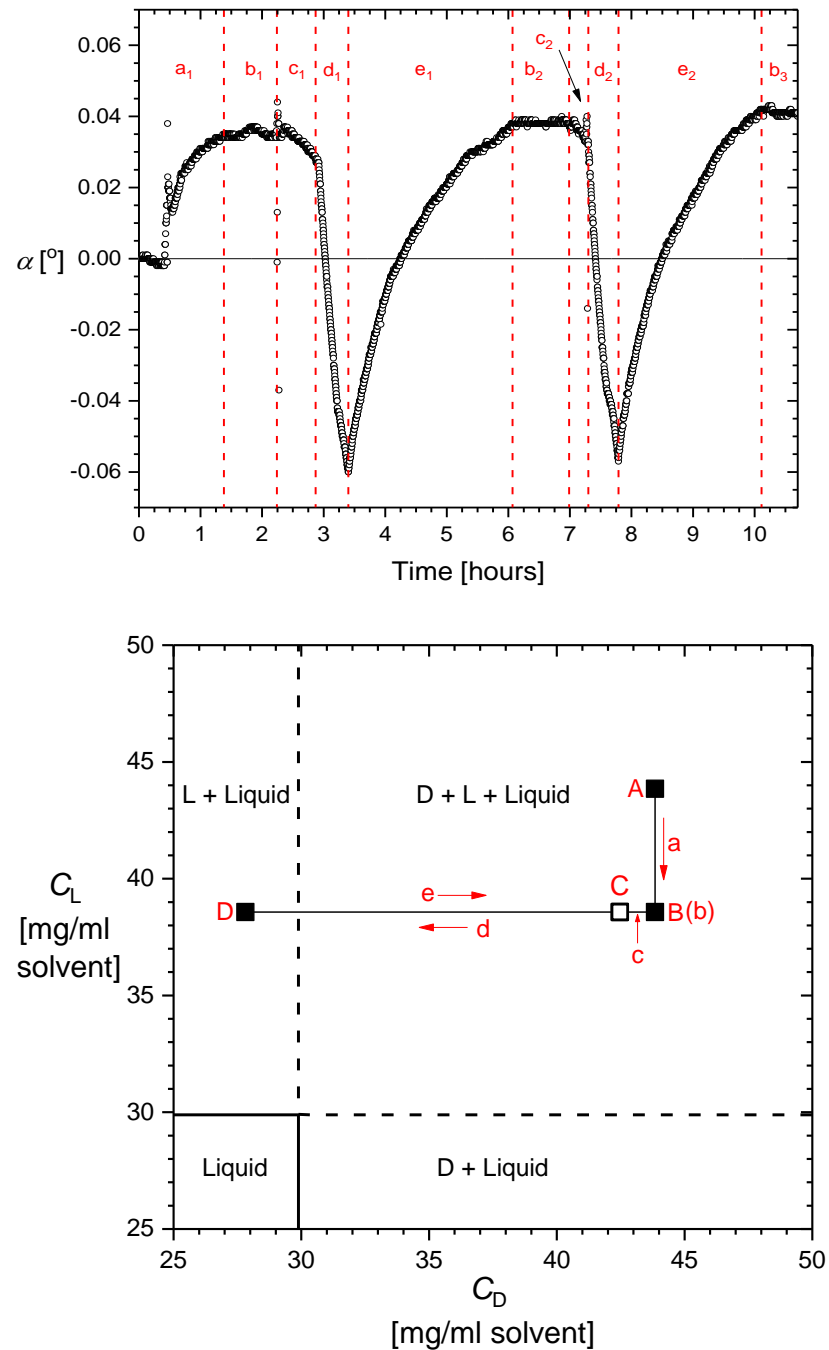 0.06
0.04
0.02
0.00
-0.02
-0.04
-0.06
α [o]
a1
b1
c1
d1
e1
c2
b2
d2
e2
b3
0 1 2 3 4 5 6 7 8 9 10
Time [hours]
50
45
40
35
30
25
CL
[mg/ml
solvent]
L + Liquid
D + L + Liquid
A
a
e
C
D
B(b)
d
c
Liquid
D + Liquid
25 30 35 40 45 50
CD
[mg/ml solvent]